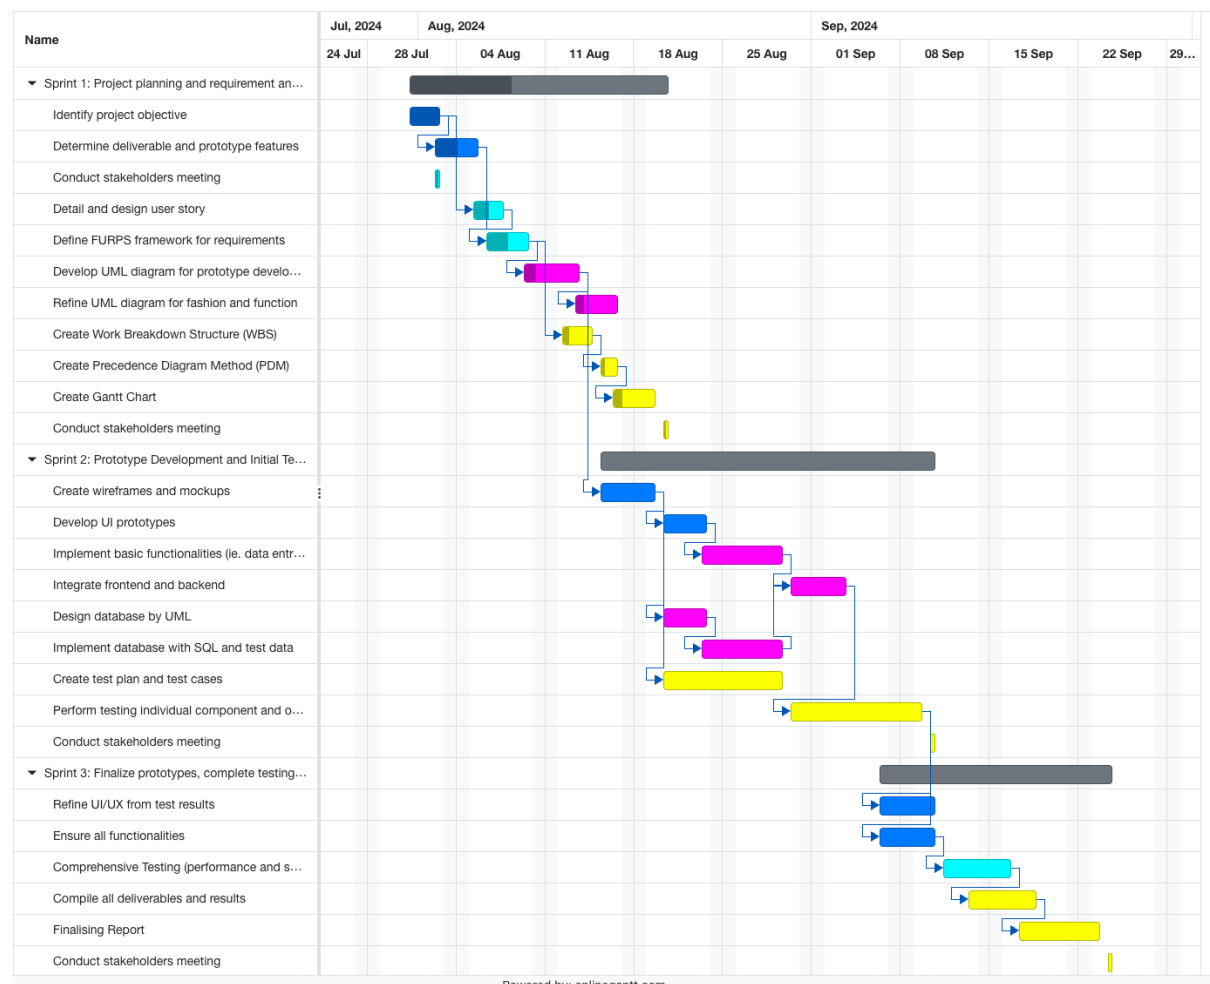 Name
Jul, 2024
Aug, 2024
Sep, 2024
24 Jul
28 Jul
04 Aug
11 Aug
18 Aug
25 Aug
01 Sep
08 Sep
15 Sep
22 Sep
29...
Sprint 1: Project planning and requirement an...
Identify project objective
Determine deliverable and prototype features
Conduct stakeholders meeting
Detail and design user story
Define FURPS framework for requirements
Develop UML diagram for prototype develo...
Refine UML diagram for fashion and function
Create Work Breakdown Structure (WBS)
Create Precedence Diagram Method (PDM)
Create Gantt Chart
Conduct stakeholders meeting
Sprint 2: Prototype Development and Initial Te...
Create wireframes and mockups
Develop UI prototypes
Implement basic functionalities (ie. data entr...
Integrate frontend and backend
Design database by UML
Implement database with SQL and test data
Create test plan and test cases
Perform testing individual component and o...
Conduct stakeholders meeting
Sprint 3: Finalize prototypes, complete testing...
Refine UI/UX from test results
Ensure all functionalities
Comprehensive Testing (performance and s...
Compile all deliverables and results
Finalising Report
Conduct stakeholders meeting
Powered by: onlinegantt.com